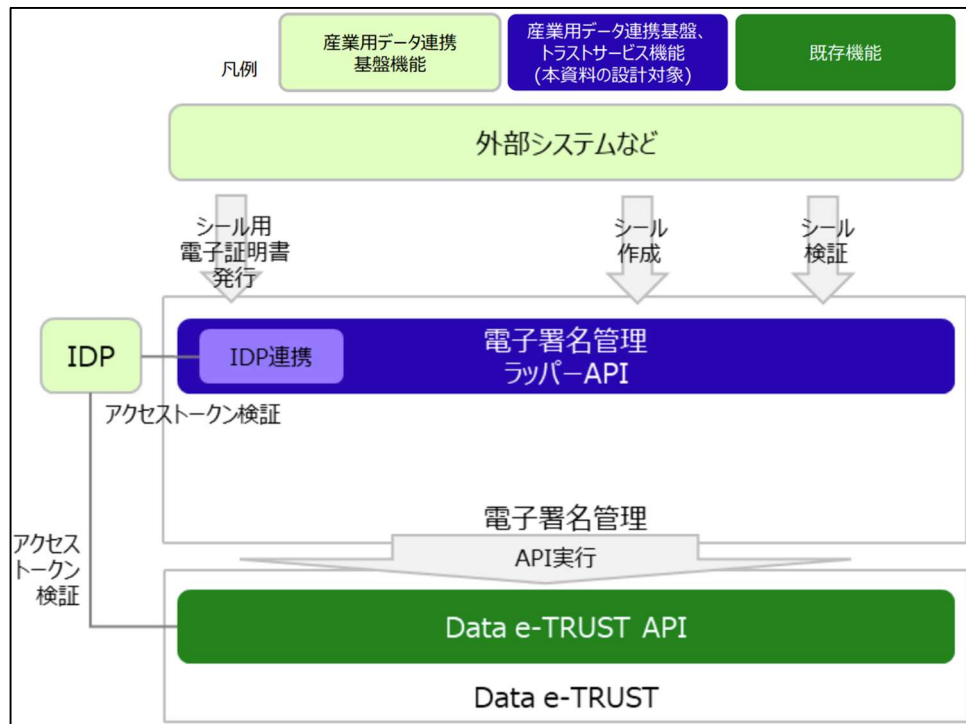 凡例
産業用データ連携
基盤機能
産業用データ連携基盤、
トラストサービス機能
(本資料の設計対象)
既存機能
外部システムなど
シール用
電子証明書
発行
シール
作成
シール
検証
IDP
IDP連携
電子署名管理
ラッパーAPI
アクセストークン検証
電子署名管理
アクセス
トークン
検証
API実行
Data e-TRUST API
Data e-TRUST